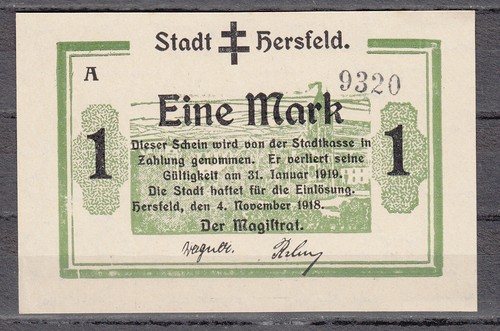 Stadt Hersfeld.
A
9320
Eine Mark
1 1
Dieser Schein wird von der Stadtkasse in
Zahlung genommen. Er verliert seine
Gültigkeit am 31. Januar 1919.
Die Stadt haftet für die Einlösung.
Hersfeld, den 4. November 1918.
Der Magistrat.